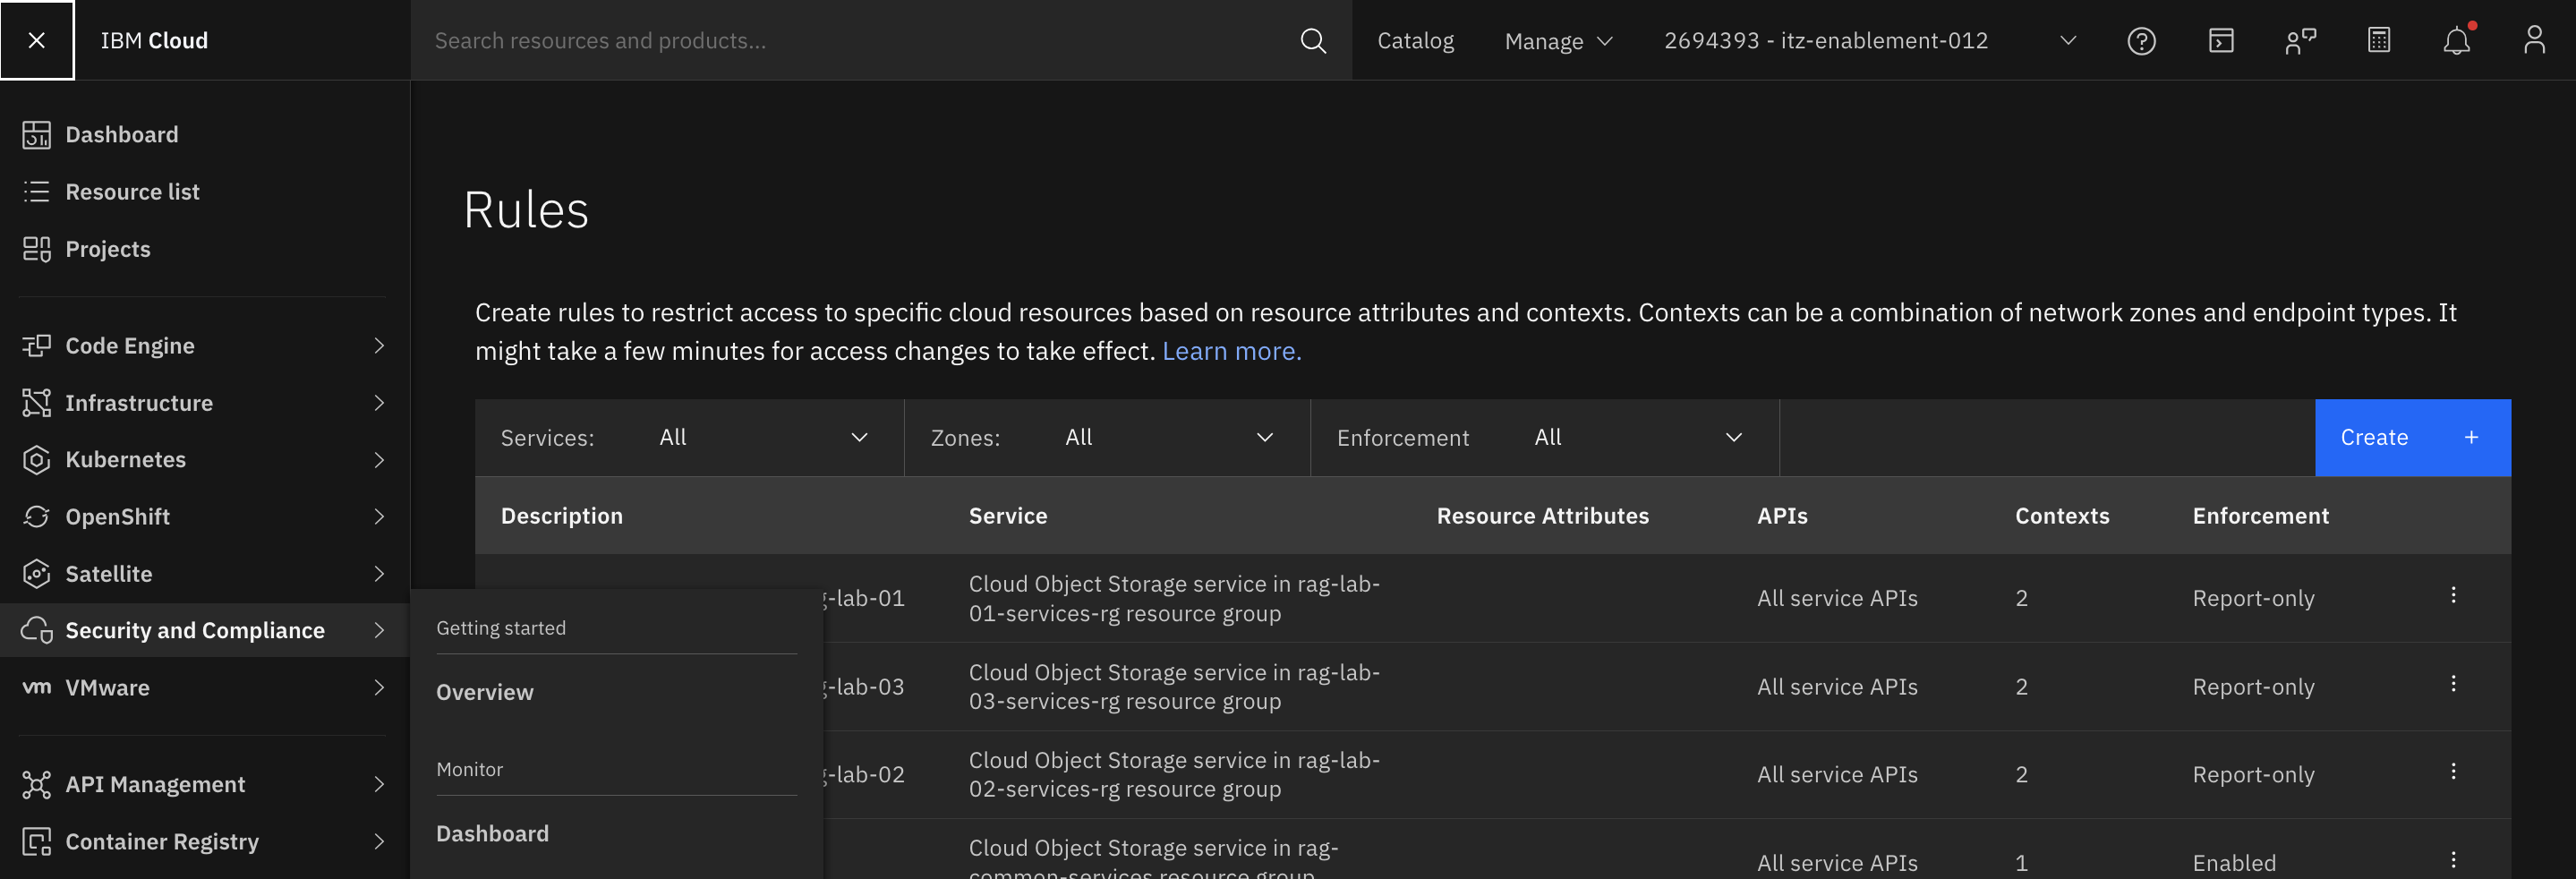 IBM Cloud
Search resources and products...
Catalog
Manage
2694393 - itz-enablement-012
Dashboard
Resource list
Projects
Code Engine
Infrastructure
Kubernetes
OpenShift
Satellite
Security and Compliance
vm VMware
API Management
Container Registry
Getting started
Overview
Monitor
Dashboard
Rules
Create rules to restrict access to specific cloud resources based on resource attributes and contexts. Contexts can be a combination of network zones and endpoint types. It
might take a few minutes for access changes to take effect. Learn more.
Services: All
Zones: All
Enforcement All
Create +
Description Service Resource Attributes APIs Contexts Enforcement
-lab-01
Cloud Object Storage service in rag-lab-
01-services-rg resource group
All service APIs 2 Report-only
-lab-03
Cloud Object Storage service in rag-lab-
03-services-rg resource group
All service APIs 2 Report-only
-lab-02
Cloud Object Storage service in rag-lab-
02-services-rg resource group
All service APIs 2 Report-only
Cloud Object Storage service in rag-
common-services resource group
All service APIs 1 Enabled